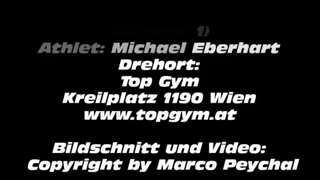 1)
Athlet: Michael Eberhart
Drehort:
Top Gym
Kreilplatz 1190 Wien
www.topgym.at
Bildschnitt und Video:
Copyright by Marco Peychal